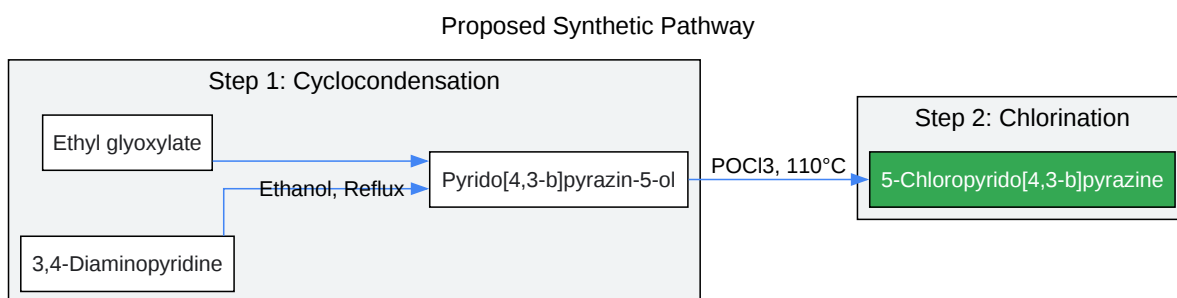 Proposed Synthetic Pathway
Step 1: Cyclocondensation
Ethyl glyoxylate
Ethanol, Reflux
3,4-Diaminopyridine
Pyrido[4,3-b]pyrazin-5-ol
POCl3, 110°C
Step 2: Chlorination
5-Chloropyrido[4,3-b]pyrazine